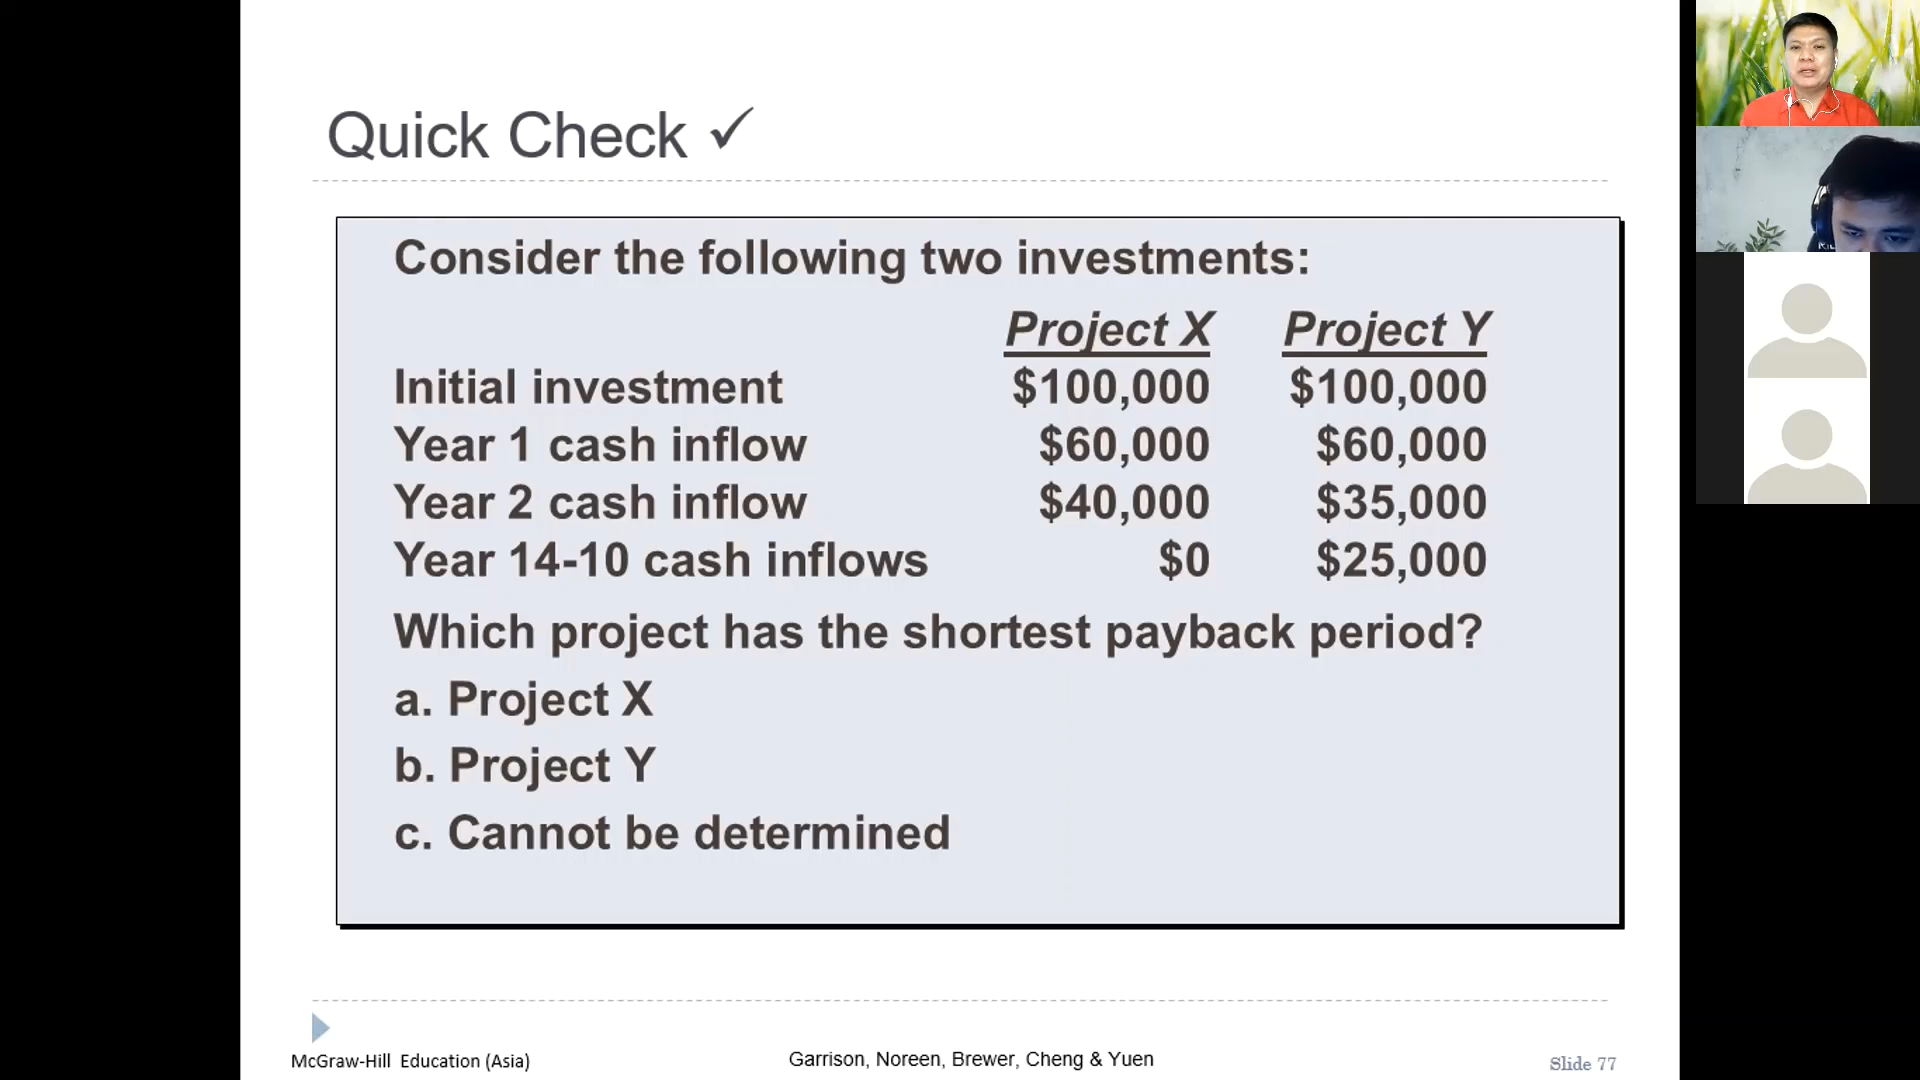 Quick Check ✓
Consider the following two investments:
Project X Project Y
Initial investment $100,000 $100,000
Year 1 cash inflow $60,000 $60,000
Year 2 cash inflow $40,000 $35,000
Year 14-10 cash inflows $0 $25,000
Which project has the shortest payback period?
a. Project X
b. Project Y
c. Cannot be determined
McGraw-Hill Education (Asia) Garrison, Noreen, Brewer, Cheng & Yuen Slide 77